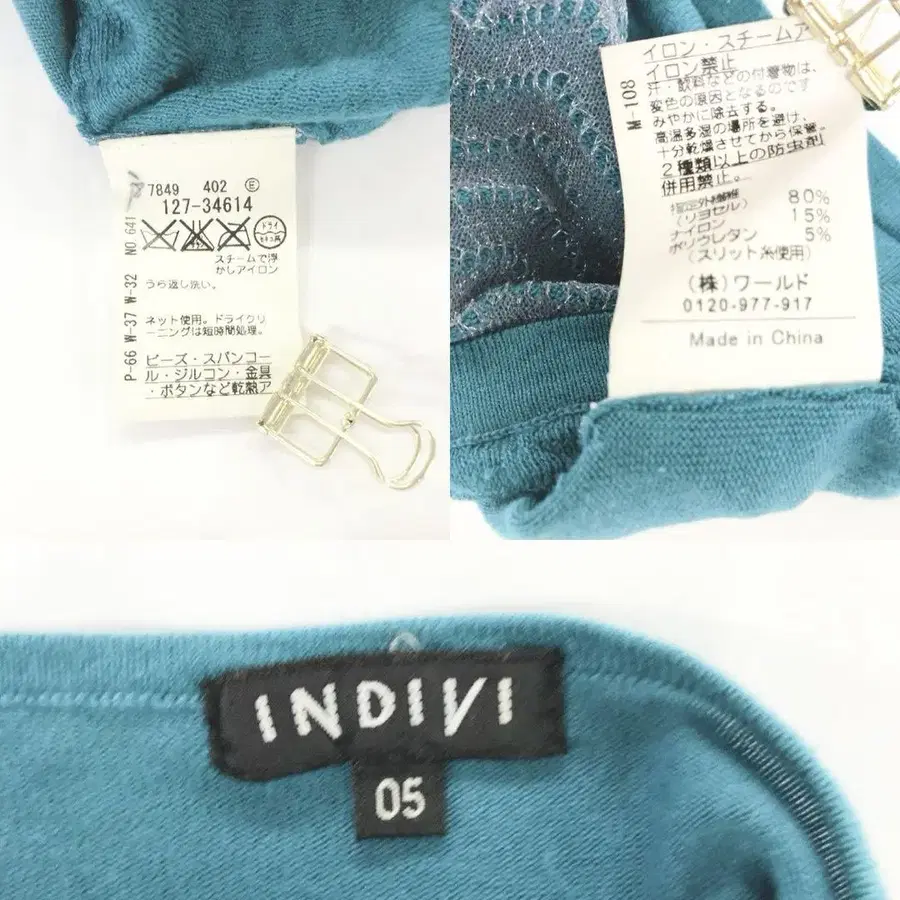 7849 402 Ⓔ
127-34614
ドライ
セキユ系
スチームで浮
かしアイロン
うら返し洗い。
ネット使用。ドライクリ
ーニングは短時間処理。
ビーズ・スパンコー
ル・ジルコン・金具
・ボタンなど乾熱ア
P-66 W-37 W-32 NO.641
イロン・スチームア
イロン禁止
汗・飲料などの付着物は、
変色の原因となるのです
みやかに除去する。
高温多湿の場所を避け、
十分乾燥させてから保管。
2種類以上の防虫剤
併用禁止。
指定外繊維 80%
(リヨセル)
ナイロン 15%
ポリウレタン 5%
(スリット糸使用)
(株)ワールド
0120-977-917
Made in China
M-108
INDIVI
05